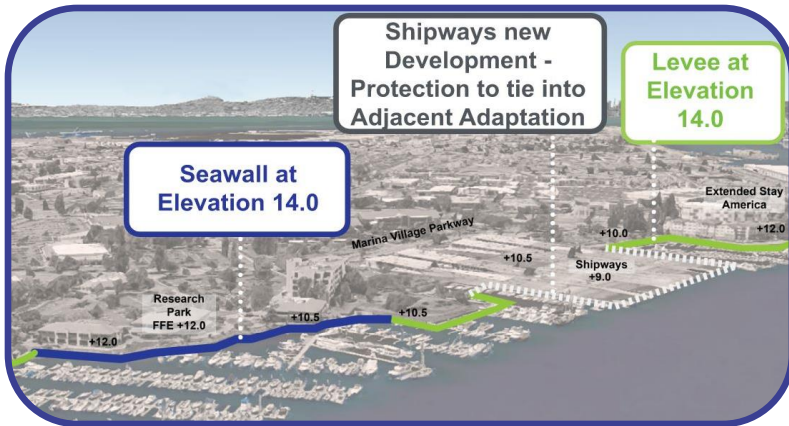 Shipways new
Development -
Protection to tie into
Adjacent Adaptation
Levee at
Elevation
14.0
Seawall at
Elevation 14.0
Extended Stay
America
+10.0
+12.0
Marina Village Parkway
+10.5
Shipways
+9.0
Research
Park
FFE +12.0
+10.5
+10.5
+12.0